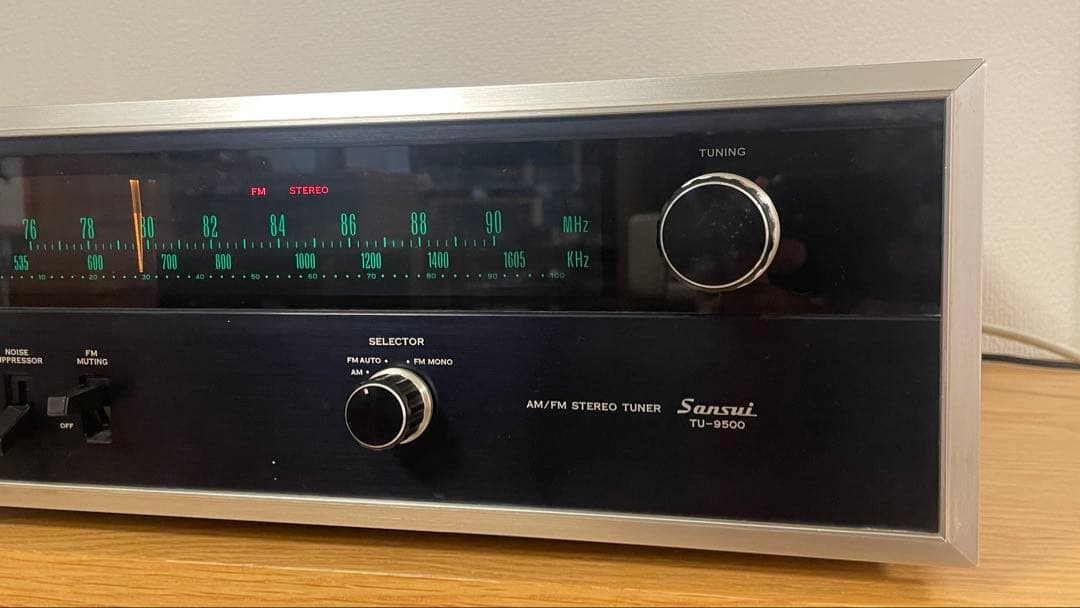 TUNING
FM STEREO
76 78 80 82 84 86 88 90 MHz
535 600 700 800 1000 1200 1400 1605 KHz
10 20 30 40 50 60 70 80 90 100
SELECTOR
NOISE
UPPRESSOR
FM
MUTING
FM AUTO • • FM MONO
AM •
OFF
AM/FM STEREO TUNER Sansui
TU-9500